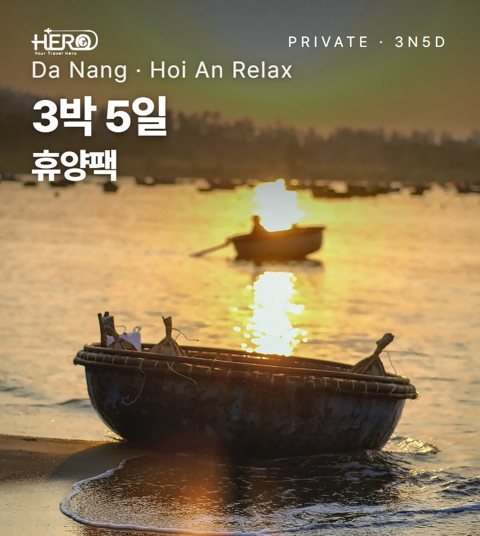 HERO
Your Travel Hero
PRIVATE · 3N5D
Da Nang · Hoi An Relax
3박 5일
휴양팩